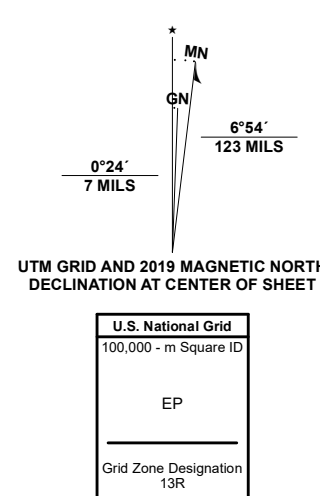 ★
MN
GN
6°54´
123 MILS
0°24´
7 MILS
UTM GRID AND 2019 MAGNETIC NORTH
DECLINATION AT CENTER OF SHEET
U.S. National Grid
100,000 - m Square ID
EP
Grid Zone Designation
13R